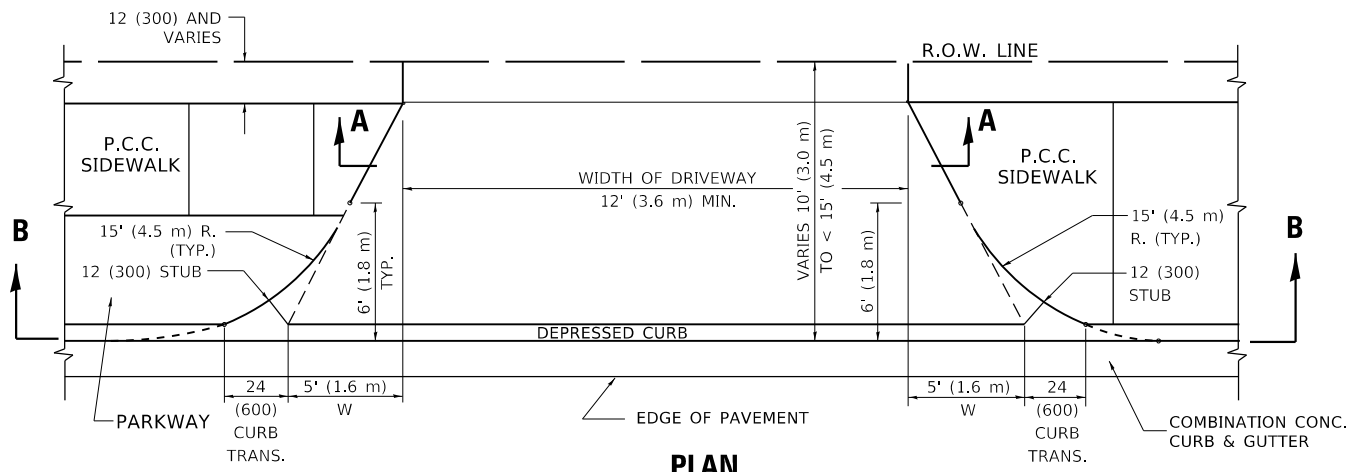 12 (300) AND
VARIES
R.O.W. LINE
A
A
P.C.C.
SIDEWALK
P.C.C.
SIDEWALK
WIDTH OF DRIVEWAY
12' (3.6 m) MIN.
VARIES 10' (3.0 m)
TO < 15' (4.5 m)
B
B
15' (4.5 m) R.
(TYP.)
12 (300) STUB
6' (1.8 m)
TYP.
6' (1.8 m)
15' (4.5 m)
R. (TYP.)
12 (300)
STUB
DEPRESSED CURB
24
(600)
CURB
TRANS.
5' (1.6 m)
W
5' (1.6 m)
W
24
(600)
CURB
TRANS.
PARKWAY
EDGE OF PAVEMENT
COMBINATION CONC.
CURB & GUTTER
PLAN